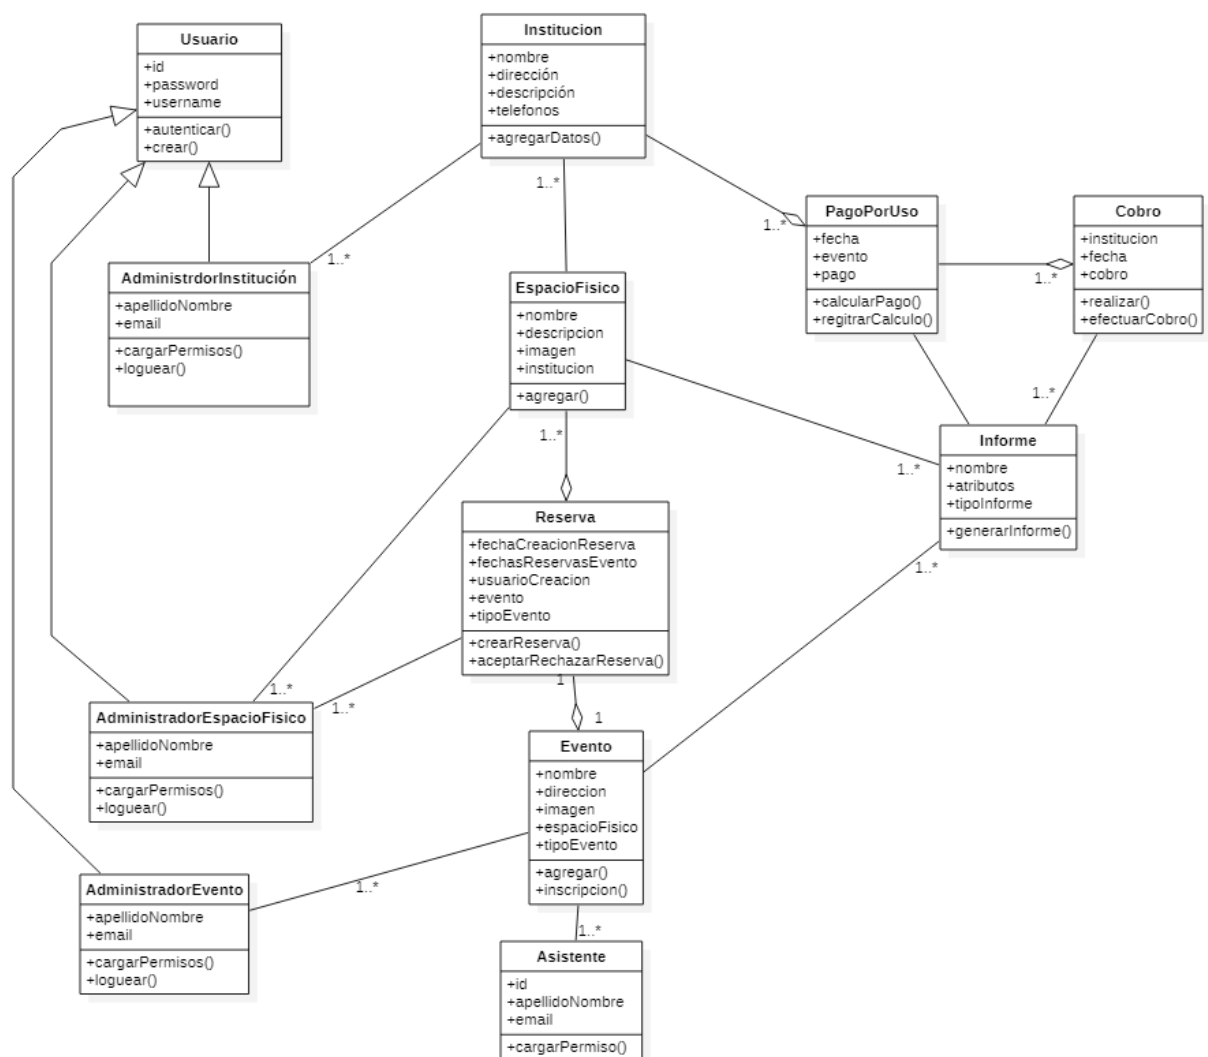 Usuario
+id
+password
+username
+autenticar()
+crear()
Institucion
+nombre
+dirección
+descripción
+telefonos
+agregarDatos()
1..*
1..*
1..*
PagoPorUso
+fecha
+evento
+pago
+calcularPago()
+regitrarCalculo()
1..*
Cobro
+institucion
+fecha
+cobro
+realizar()
+efectuarCobro()
AdministrdorInstitución
+apellidoNombre
+email
+cargarPermisos()
+loguear()
EspacioFisico
+nombre
+descripcion
+imagen
+institucion
+agregar()
1..*
1..*
1..*
Informe
+nombre
+atributos
+tipoInforme
+generarInforme()
1..*
Reserva
+fechaCreacionReserva
+fechasReservasEvento
+usuarioCreacion
+evento
+tipoEvento
+crearReserva()
+aceptarRechazarReserva()
1
1
1..*
1..*
AdministradorEspacioFisico
+apellidoNombre
+email
+cargarPermisos()
+loguear()
Evento
+nombre
+direccion
+imagen
+espacioFisico
+tipoEvento
+agregar()
+inscripcion()
1..*
1..*
AdministradorEvento
+apellidoNombre
+email
+cargarPermisos()
+loguear()
Asistente
+id
+apellidoNombre
+email
+cargarPermiso()